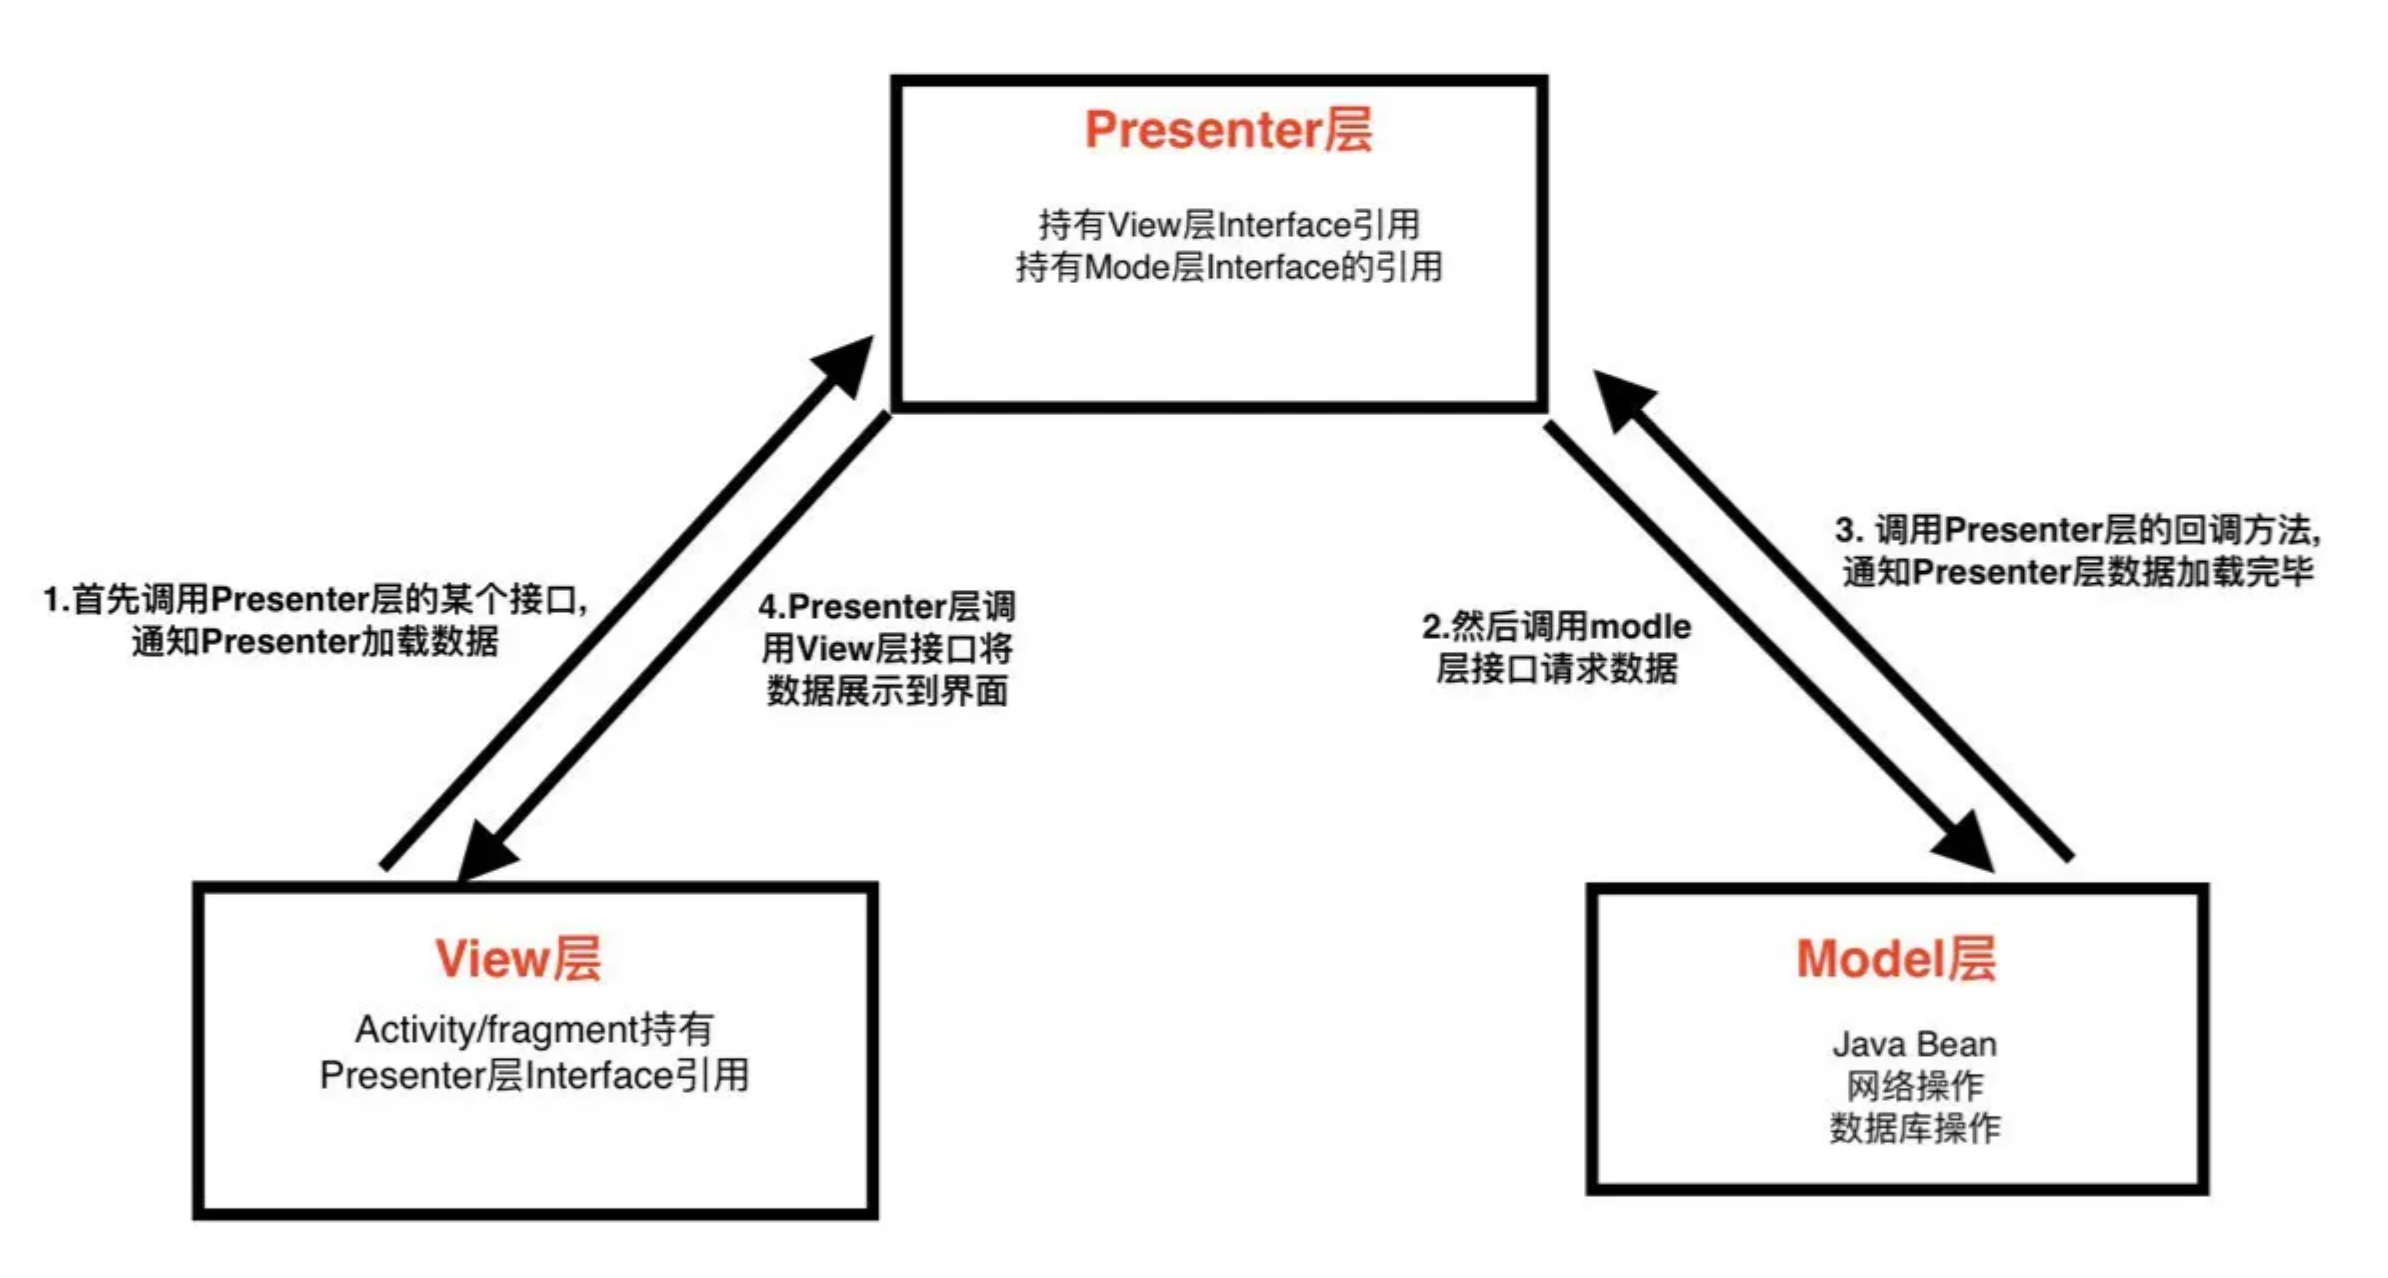 Presenter层
持有View层Interface引用
持有Mode层Interface的引用
1.首先调用Presenter层的某个接口,
通知Presenter加载数据
4.Presenter层调
用View层接口将
数据展示到界面
2.然后调用modle
层接口请求数据
3. 调用Presenter层的回调方法,
通知Presenter层数据加载完毕
View层
Activity/fragment持有
Presenter层Interface引用
Model层
Java Bean
网络操作
数据库操作